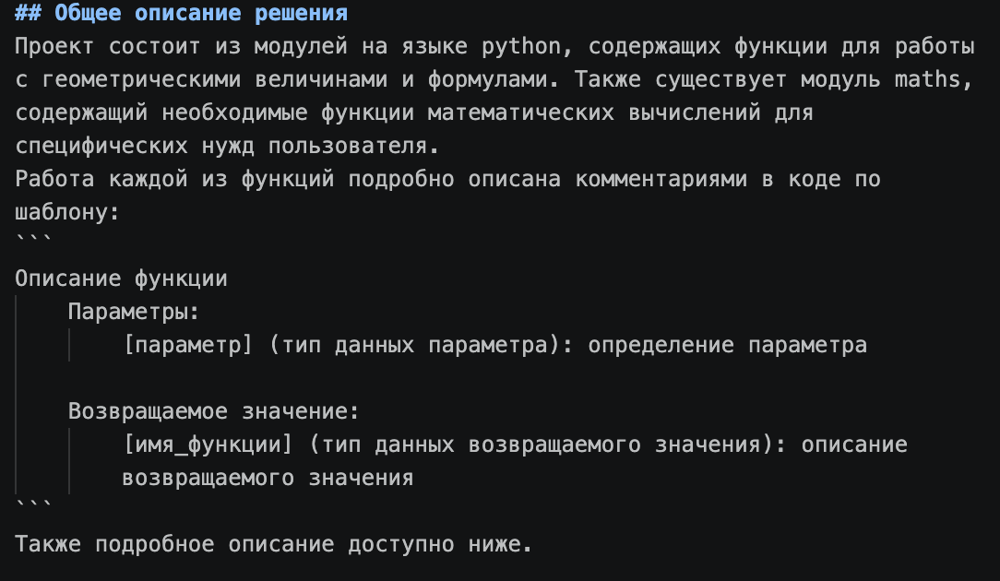 ## Общее описание решения
Проект состоит из модулей на языке python, содержащих функции для работы
с геометрическими величинами и формулами. Также существует модуль maths,
содержащий необходимые функции математических вычислений для
специфических нужд пользователя.
Работа каждой из функций подробно описана комментариями в коде по
шаблону:
```
Описание функции
    Параметры:
        [параметр] (тип данных параметра): определение параметра

    Возвращаемое значение:
        [имя_функции] (тип данных возвращаемого значения): описание
        возвращаемого значения
```
Также подробное описание доступно ниже.